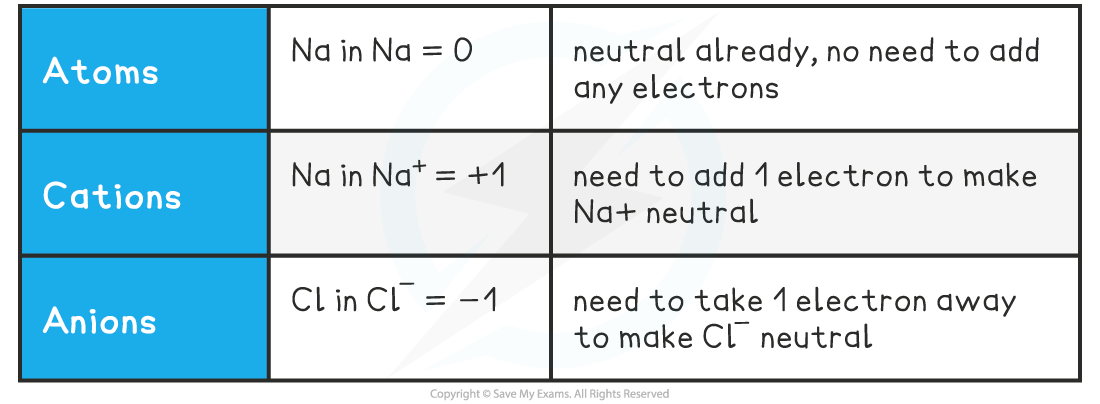 Atoms
Na in Na = 0
neutral already, no need to add
any electrons
Cations
Na in Na⁺ = +1
need to add 1 electron to make
Na+ neutral
Anions
Cl in Cl⁻ = −1
need to take 1 electron away
to make Cl⁻ neutral
Copyright © Save My Exams. All Rights Reserved